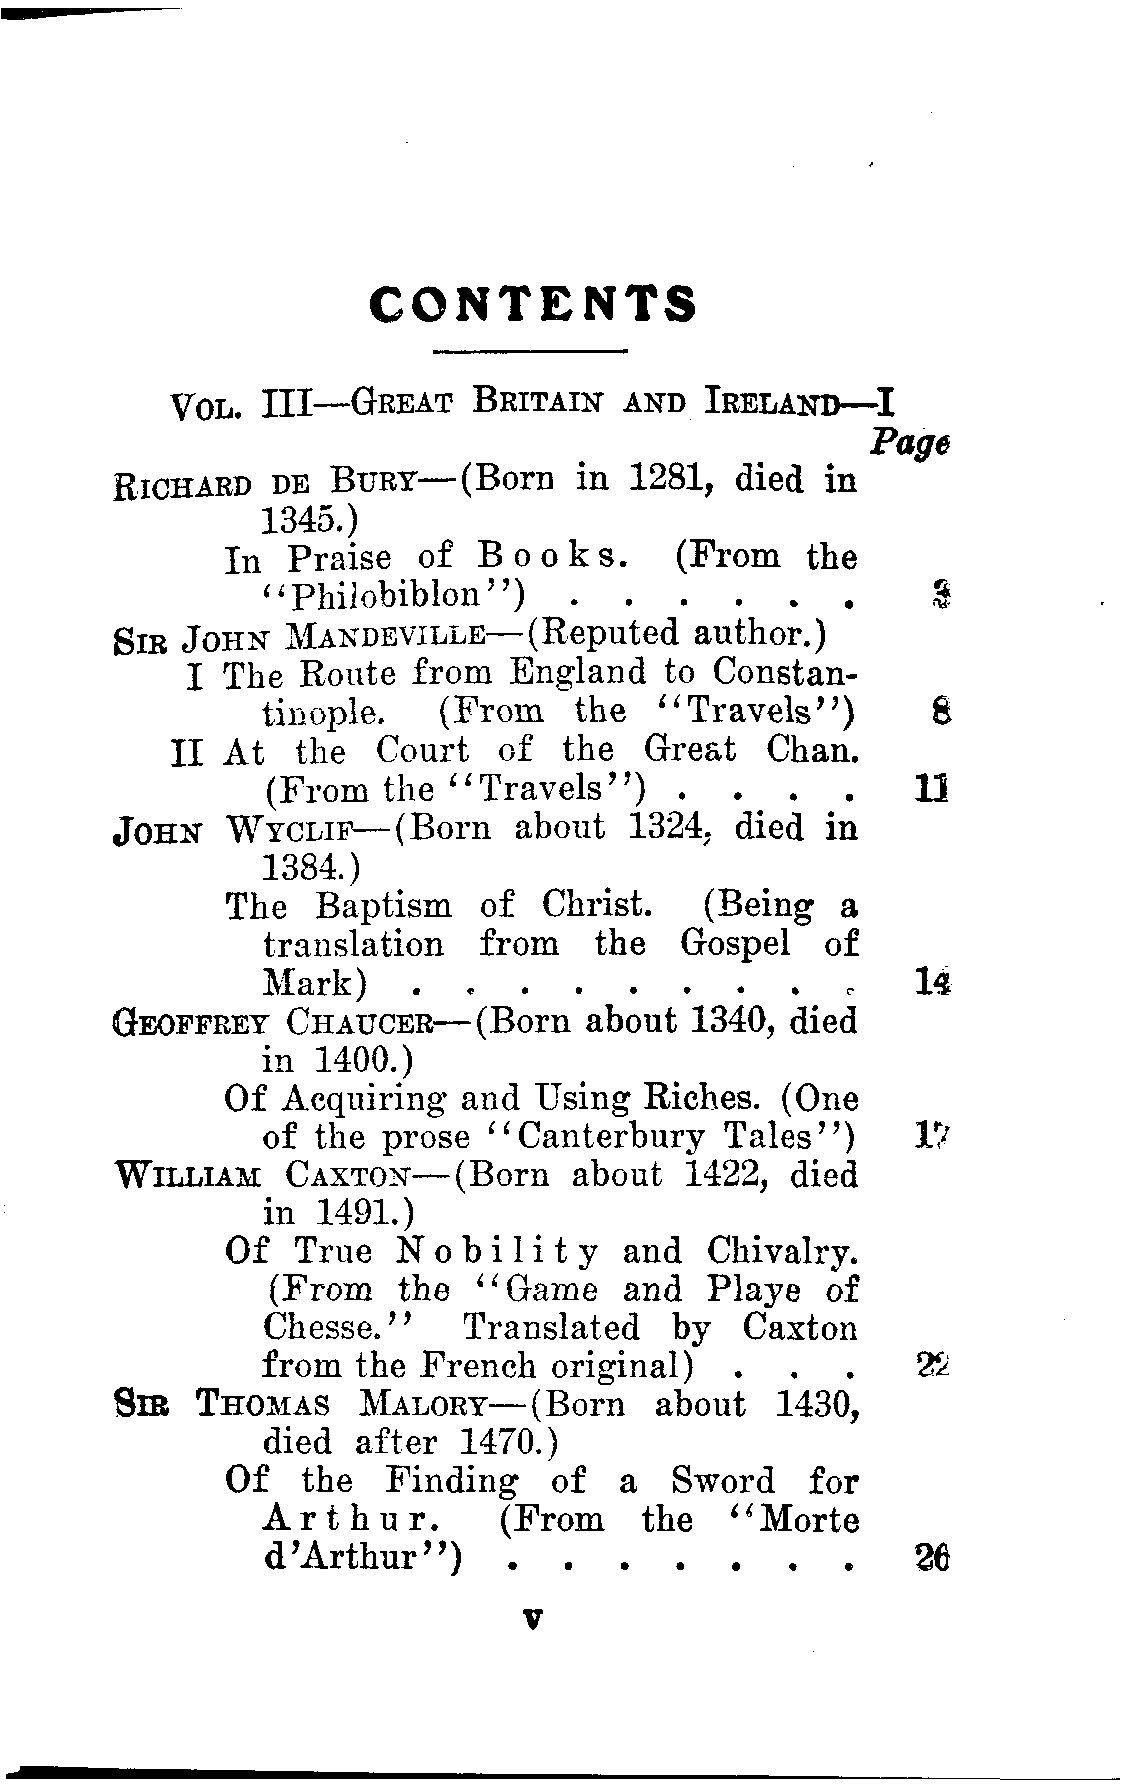 CONTENTS
VOL. III—GREAT BRITAIN AND IRELAND—I
Page
RICHARD DE BURY—(Born in 1281, died in
1345.)
In Praise of Books. (From the
"Philobiblon") . . . . . . 3
SIR JOHN MANDEVILLE—(Reputed author.)
I The Route from England to Constan-
tinople. (From the "Travels") 8
II At the Court of the Great Chan.
(From the "Travels") . . . . 11
JOHN WYCLIF—(Born about 1324, died in
1384.)
The Baptism of Christ. (Being a
translation from the Gospel of
Mark) . . . . . . . . . 14
GEOFFREY CHAUCER—(Born about 1340, died
in 1400.)
Of Acquiring and Using Riches. (One
of the prose "Canterbury Tales") 17
WILLIAM CAXTON—(Born about 1422, died
in 1491.)
Of True Nobility and Chivalry.
(From the "Game and Playe of
Chesse." Translated by Caxton
from the French original) . . . 22
SIR THOMAS MALORY—(Born about 1430,
died after 1470.)
Of the Finding of a Sword for
Arthur. (From the "Morte
d'Arthur") . . . . . . . 26
v